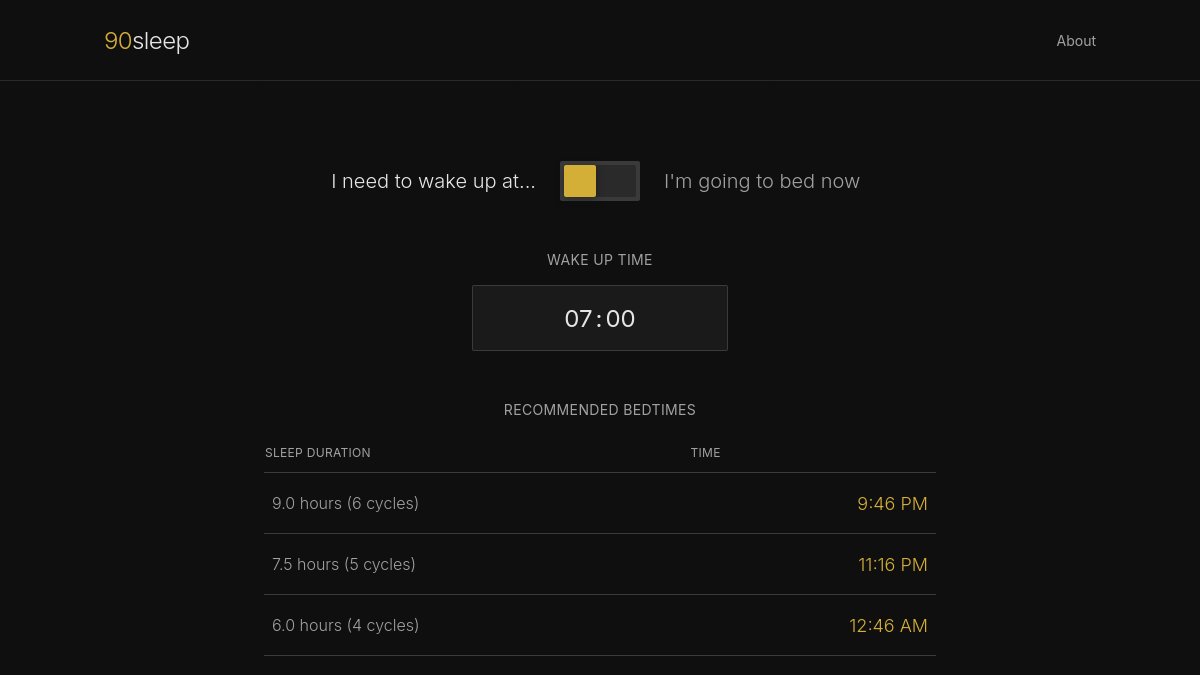 90sleep
About
I need to wake up at...
I'm going to bed now
WAKE UP TIME
07:00
RECOMMENDED BEDTIMES
SLEEP DURATION TIME
9.0 hours (6 cycles) 9:46 PM
7.5 hours (5 cycles) 11:16 PM
6.0 hours (4 cycles) 12:46 AM